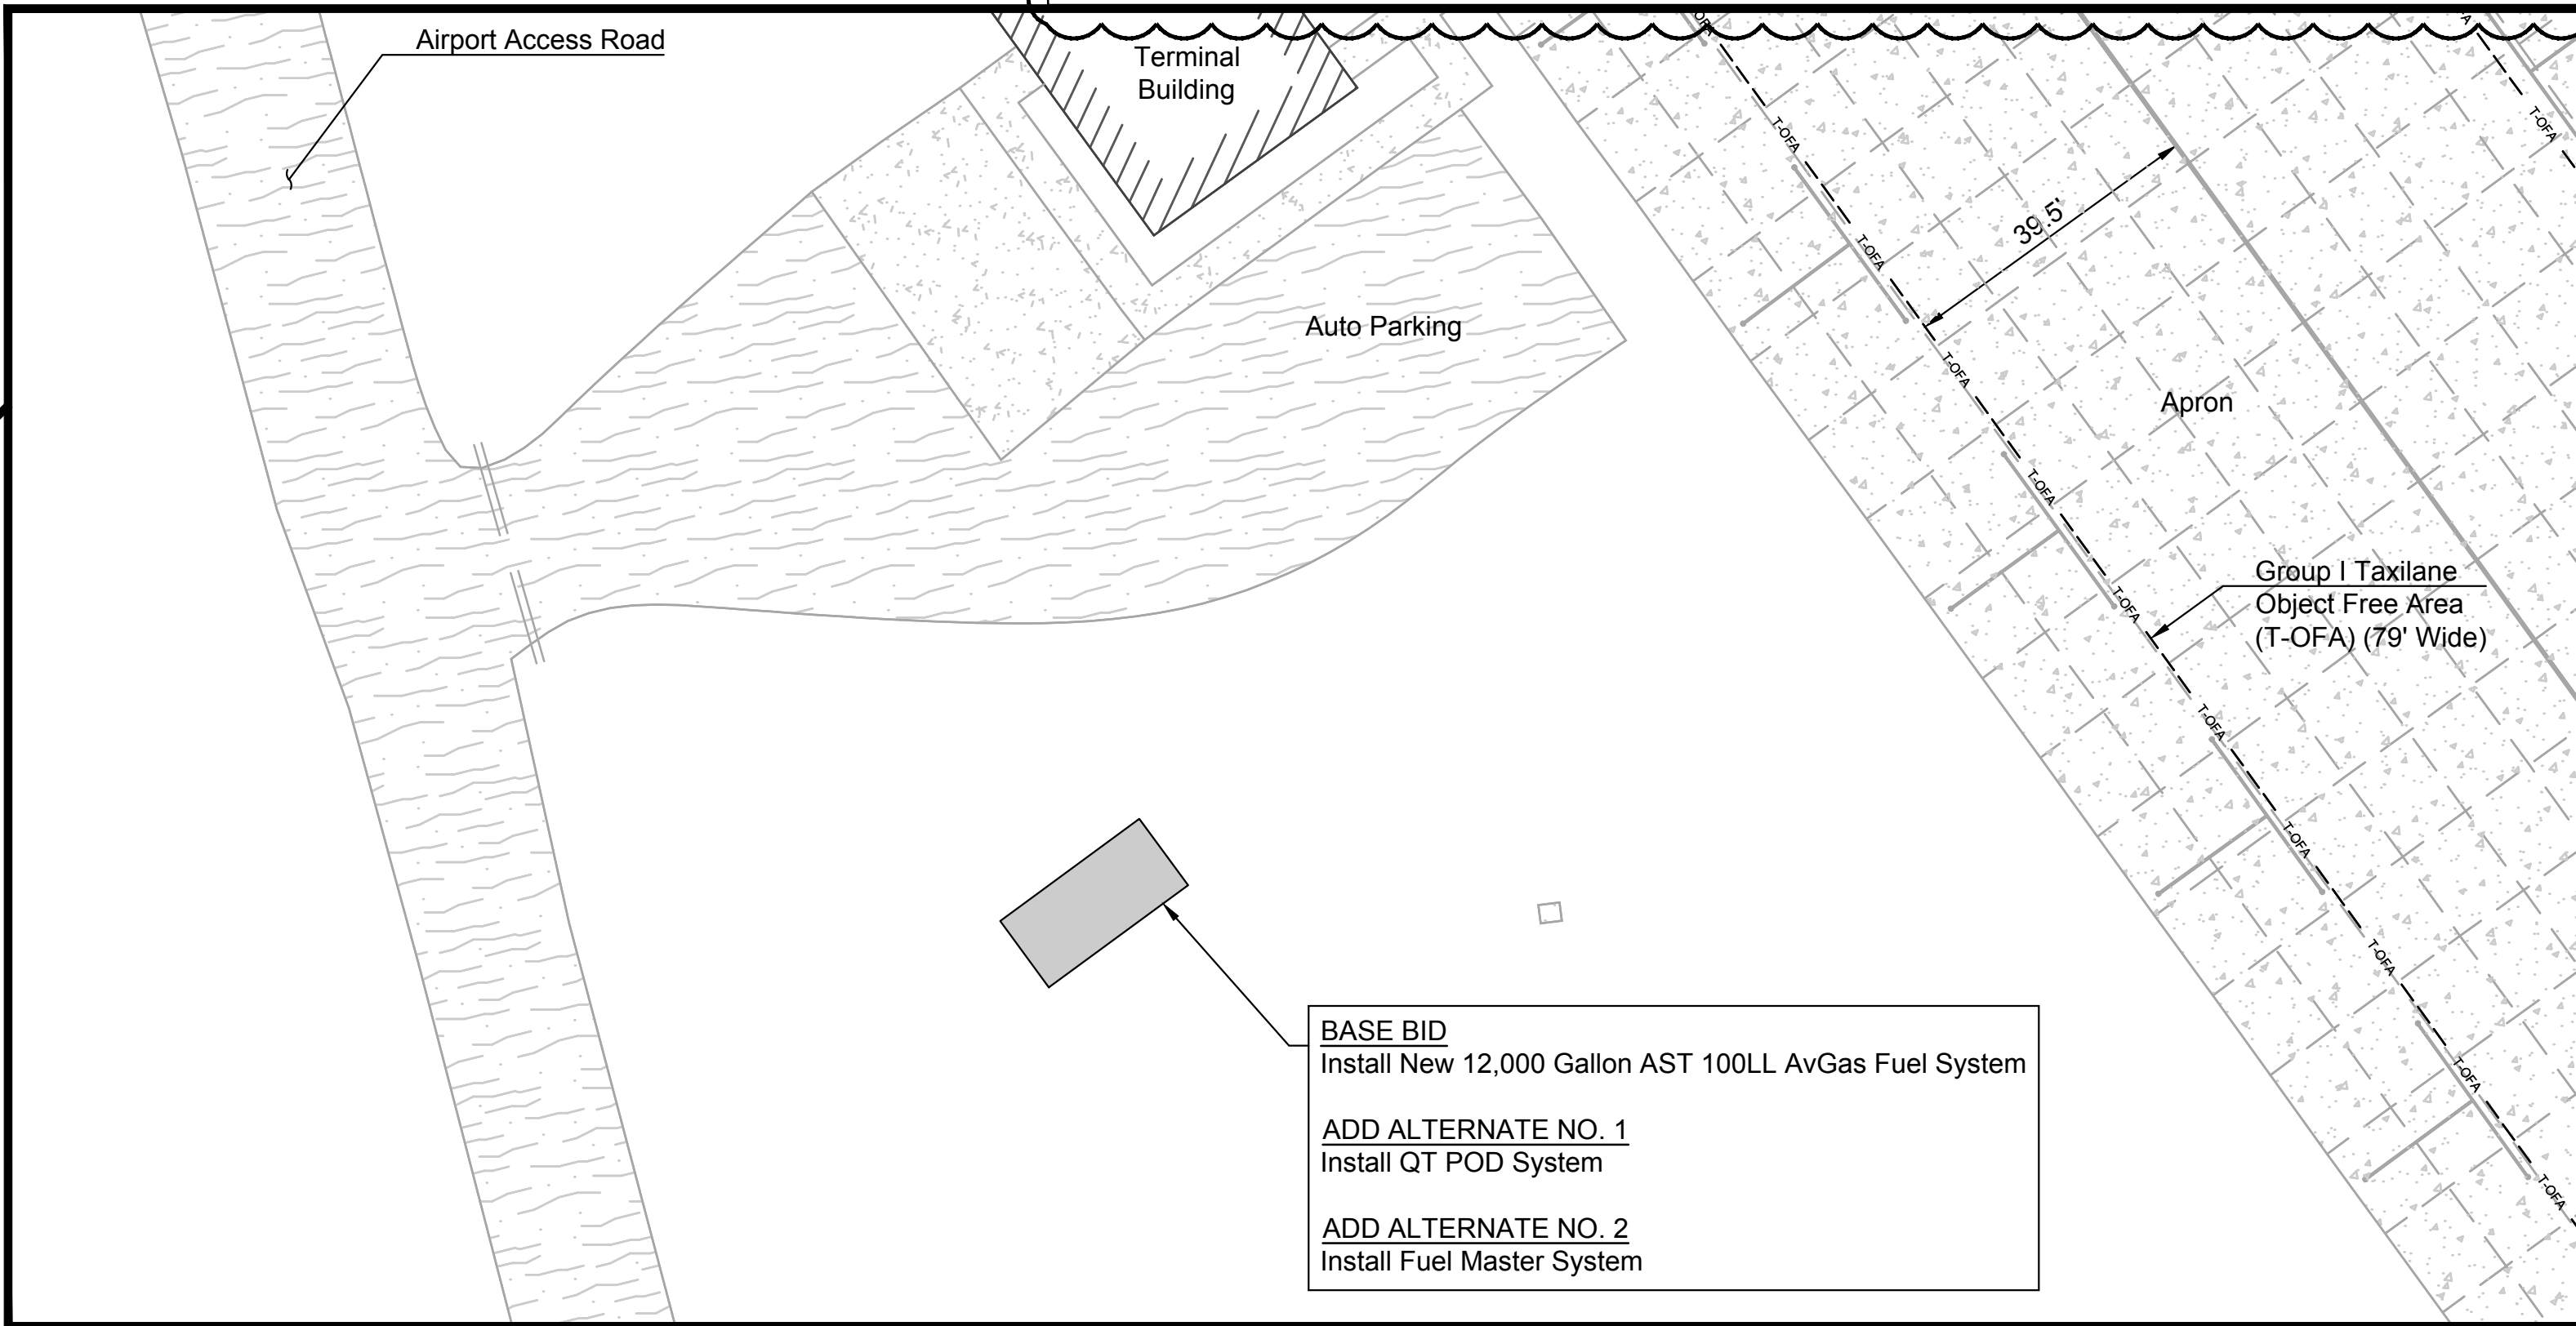 Airport Access Road
Terminal
Building
T-OFA
T-OFA
39.5'
T-OFA
Auto Parking
T-OFA
Apron
T-OFA
Group I Taxilane
Object Free Area
(T-OFA) (79' Wide)
T-OFA
T-OFA
T-OFA
T-OFA
BASE BID
Install New 12,000 Gallon AST 100LL AvGas Fuel System
T-OFA
ADD ALTERNATE NO. 1
Install QT POD System
T-OFA
ADD ALTERNATE NO. 2
Install Fuel Master System